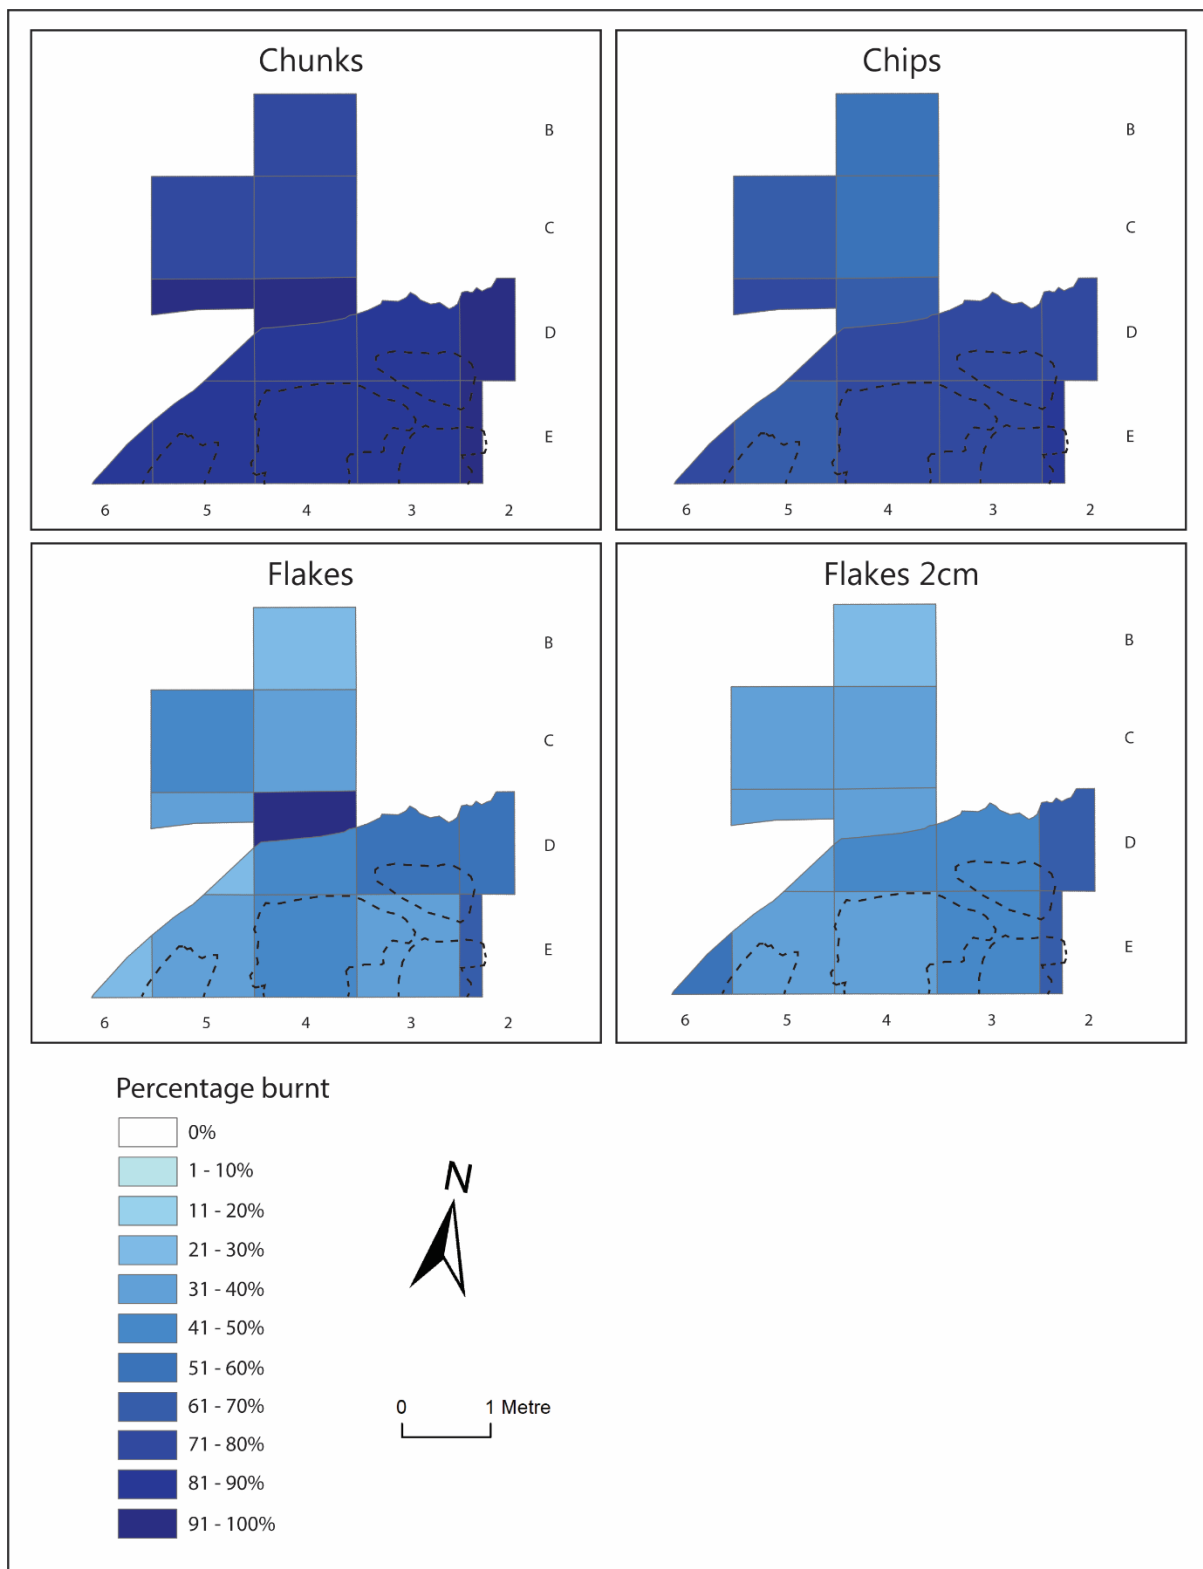 Chunks
B
C
D
E
6 5 4 3 2
Chips
B
C
D
E
6 5 4 3 2
Flakes
B
C
D
E
6 5 4 3 2
Flakes 2cm
B
C
D
E
6 5 4 3 2
Percentage burnt
0%
1 - 10%
11 - 20%
21 - 30%
31 - 40%
41 - 50%
51 - 60%
61 - 70%
71 - 80%
81 - 90%
91 - 100%
N
0 1 Metre